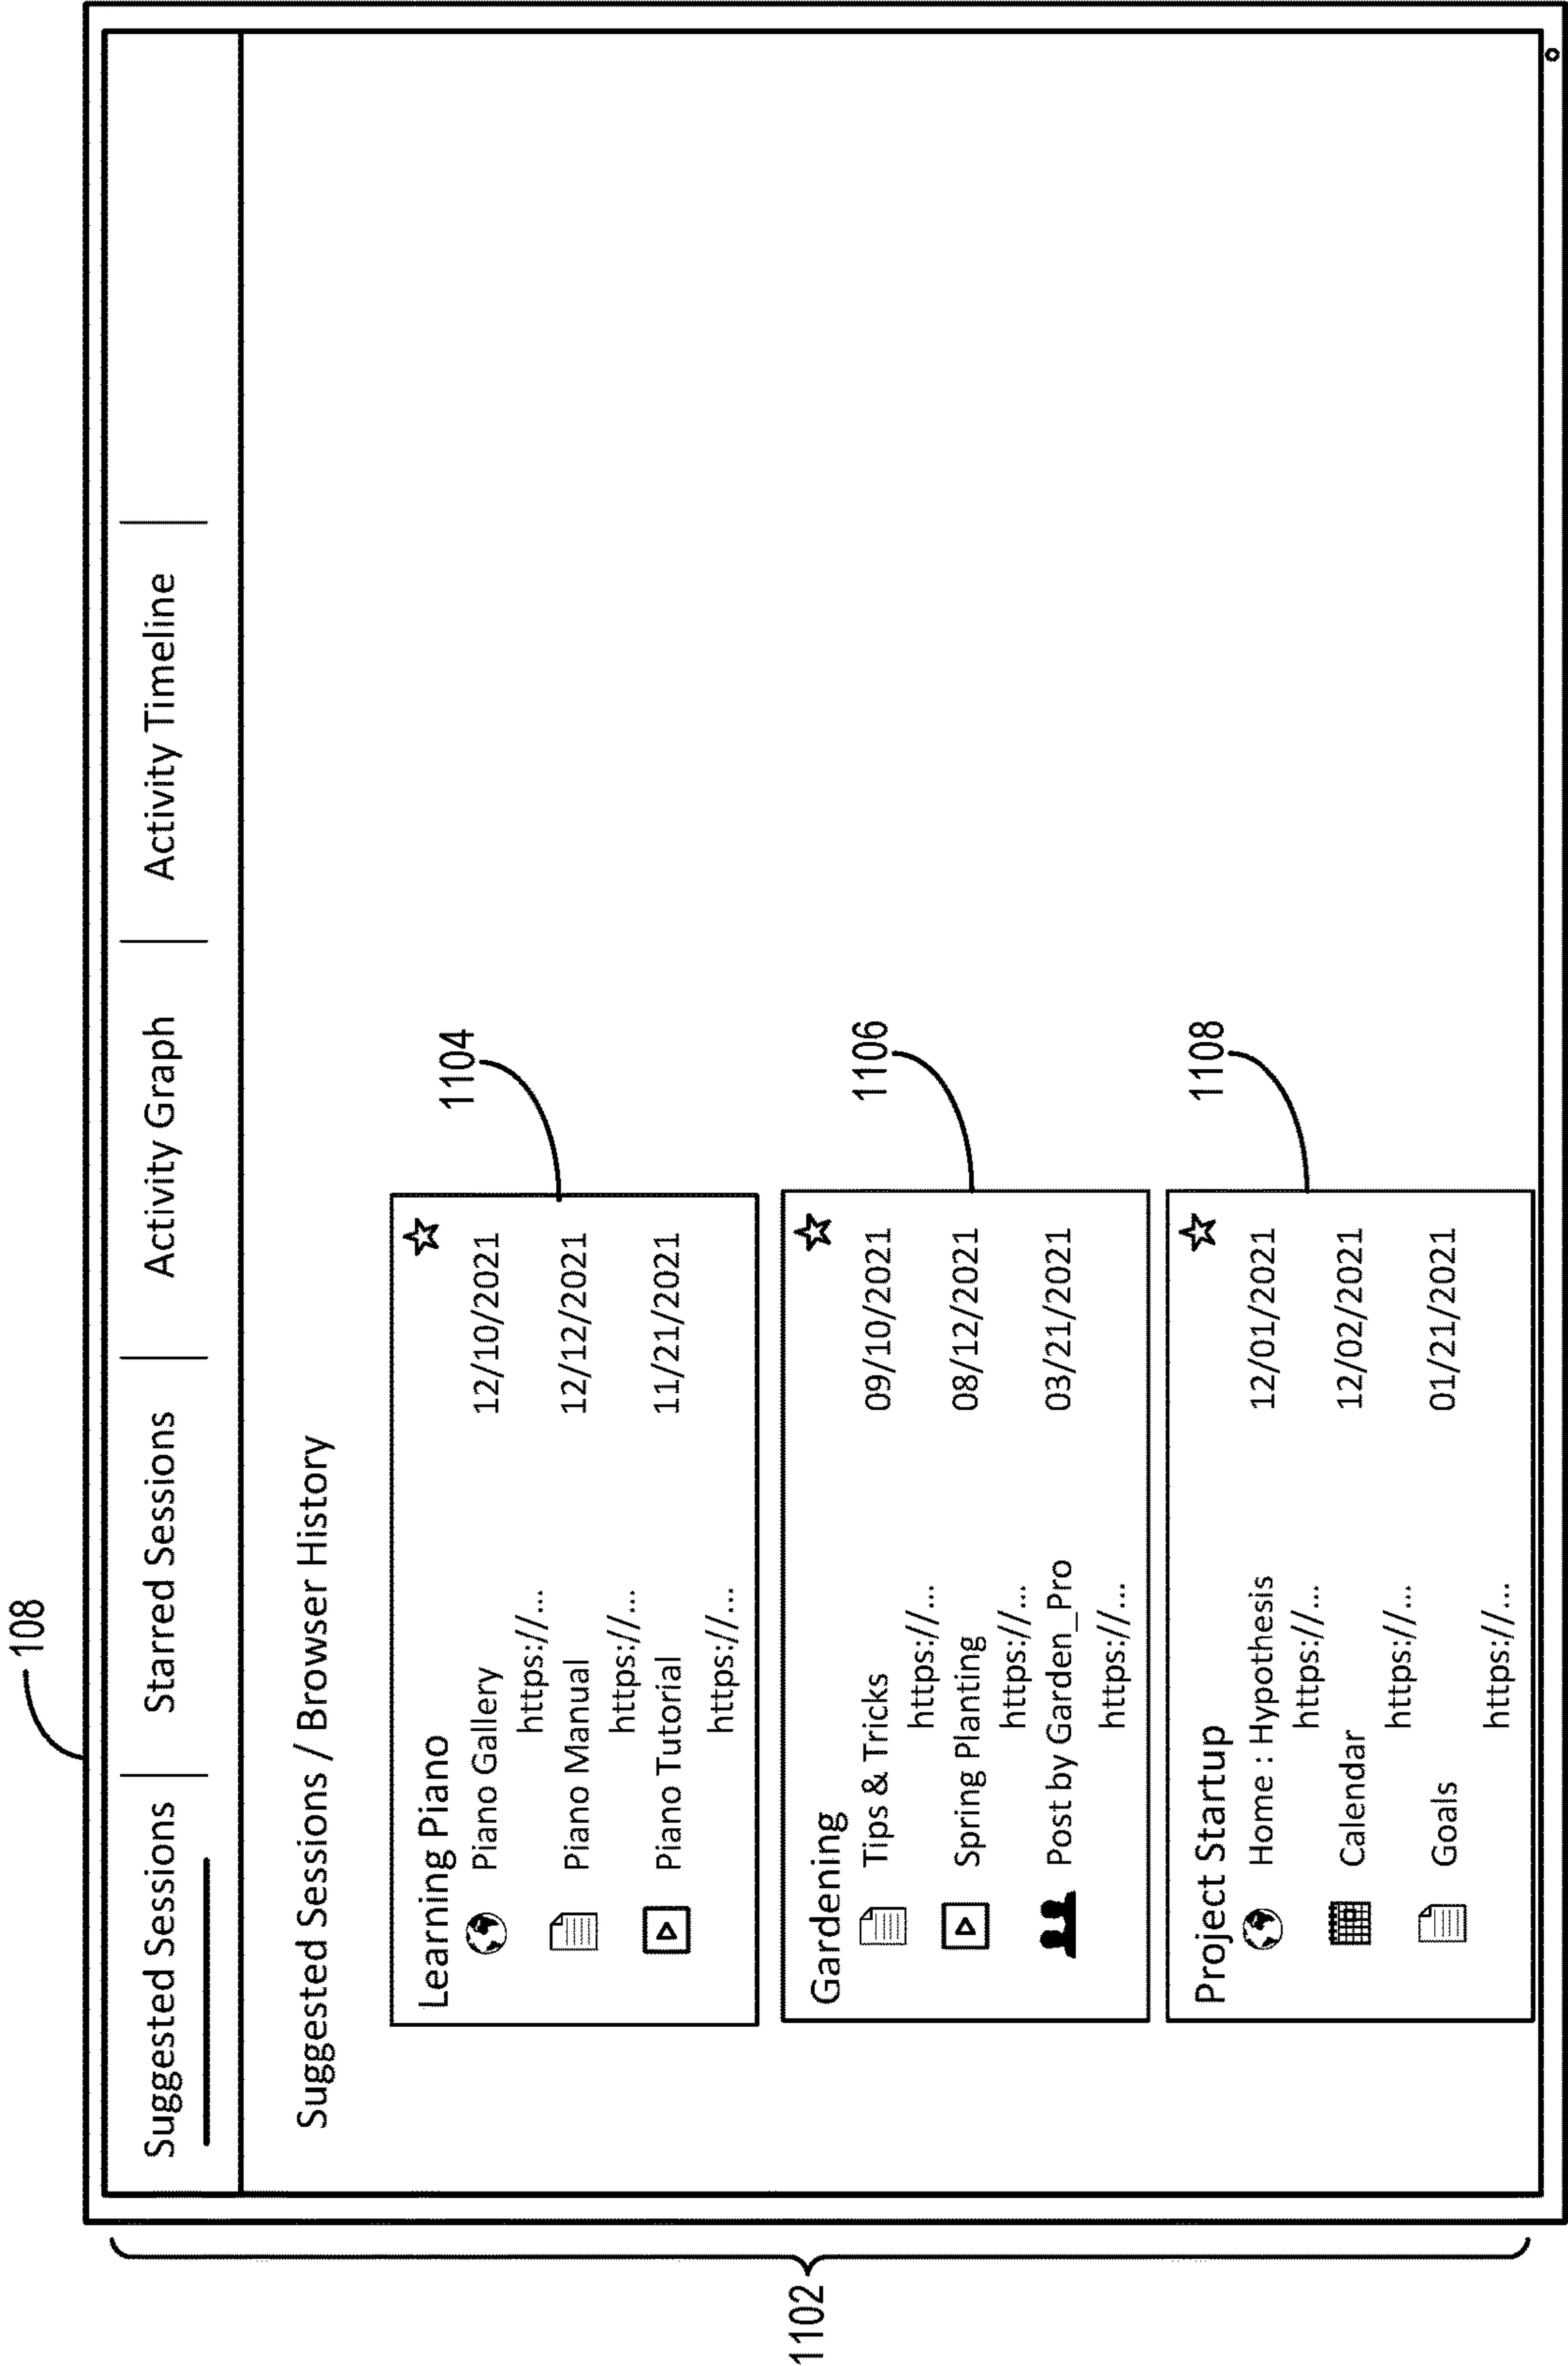 108
Suggested Sessions
Starred Sessions
Activity Graph
Activity Timeline
Suggested Sessions / Browser History
1102
1104
Learning Piano
Piano Gallery 12/10/2021
https://...
Piano Manual 12/12/2021
https://...
Piano Tutorial 11/21/2021
https://...
1106
Gardening
Tips & Tricks 09/10/2021
https://...
Spring Planting 08/12/2021
https://...
Post by Garden_Pro 03/21/2021
https://...
1108
Project Startup
Home : Hypothesis 12/01/2021
https://...
Calendar 12/02/2021
https://...
Goals 01/21/2021
https://...